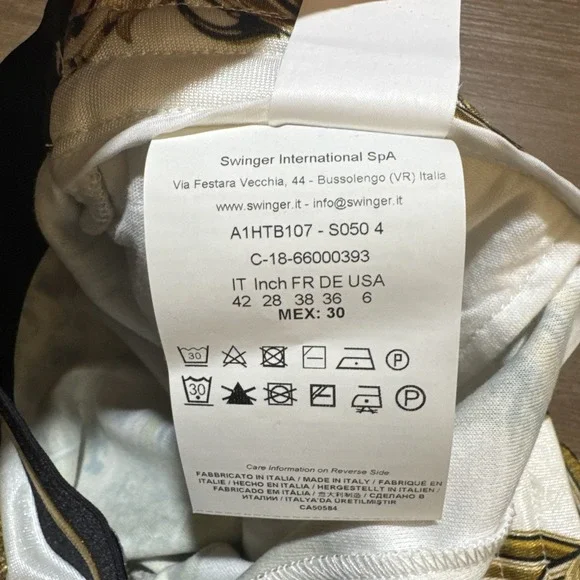 Swinger International SpA
Via Festara Vecchia, 44 - Bussolengo (VR) Italia
www.swinger.it - info@swinger.it
A1HTB107 - S050 4
C-18-66000393
IT Inch FR DE USA
42 28 38 36 6
MEX: 30
30 P
30 P
Care Information on Reverse Side
FABBRICATO IN ITALIA / MADE IN ITALY / FABRIQUÉ EN
ITALIE / HECHO EN ITALIA / HERGESTELLT IN ITALIEN /
FABRICADO EM ITÁLIA / 意大利制造 / СДЕЛАНО В
ИТАЛИИ / ITALYA'DA ÜRETILMIŞTIR
CA50584